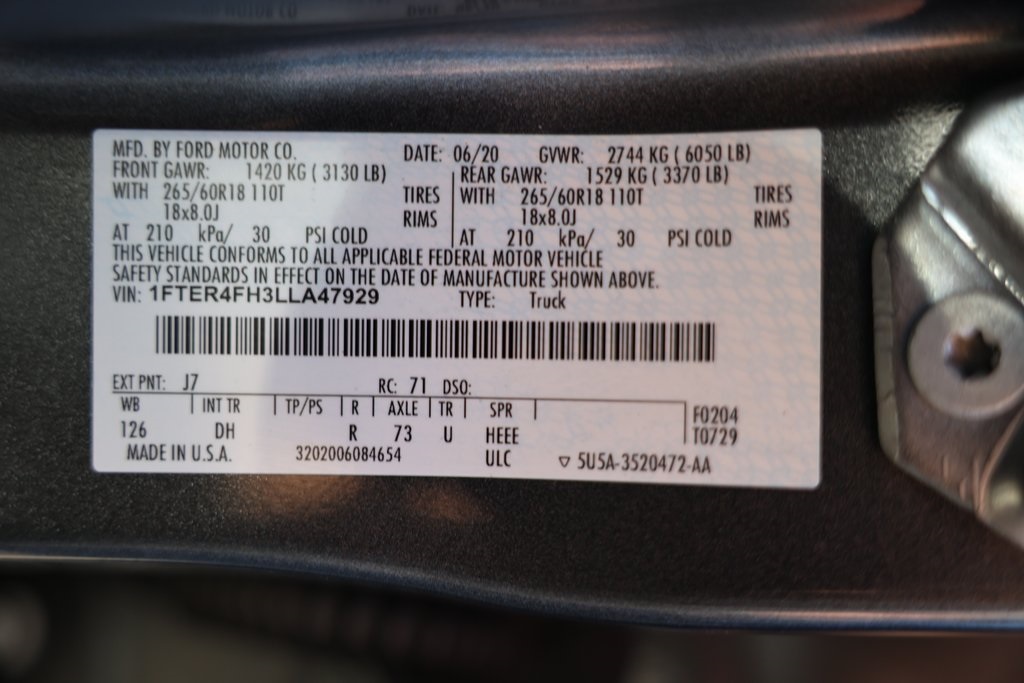 MFD. BY FORD MOTOR CO. DATE: 06/20 GVWR: 2744 KG ( 6050 LB)
FRONT GAWR: 1420 KG ( 3130 LB) REAR GAWR: 1529 KG ( 3370 LB)
WITH 265/60R18 110T TIRES WITH 265/60R18 110T TIRES
18x8.0J RIMS 18x8.0J RIMS
AT 210 kPa/ 30 PSI COLD AT 210 kPa/ 30 PSI COLD
THIS VEHICLE CONFORMS TO ALL APPLICABLE FEDERAL MOTOR VEHICLE
SAFETY STANDARDS IN EFFECT ON THE DATE OF MANUFACTURE SHOWN ABOVE.
VIN: 1FTER4FH3LLA47929 TYPE: Truck
EXT PNT: J7 RC: 71 DSO:
WB INT TR TP/PS R AXLE TR SPR F0204
126 DH R 73 U HEEE T0729
MADE IN U.S.A. 3202006084654 ULC ▽ 5U5A-3520472-AA